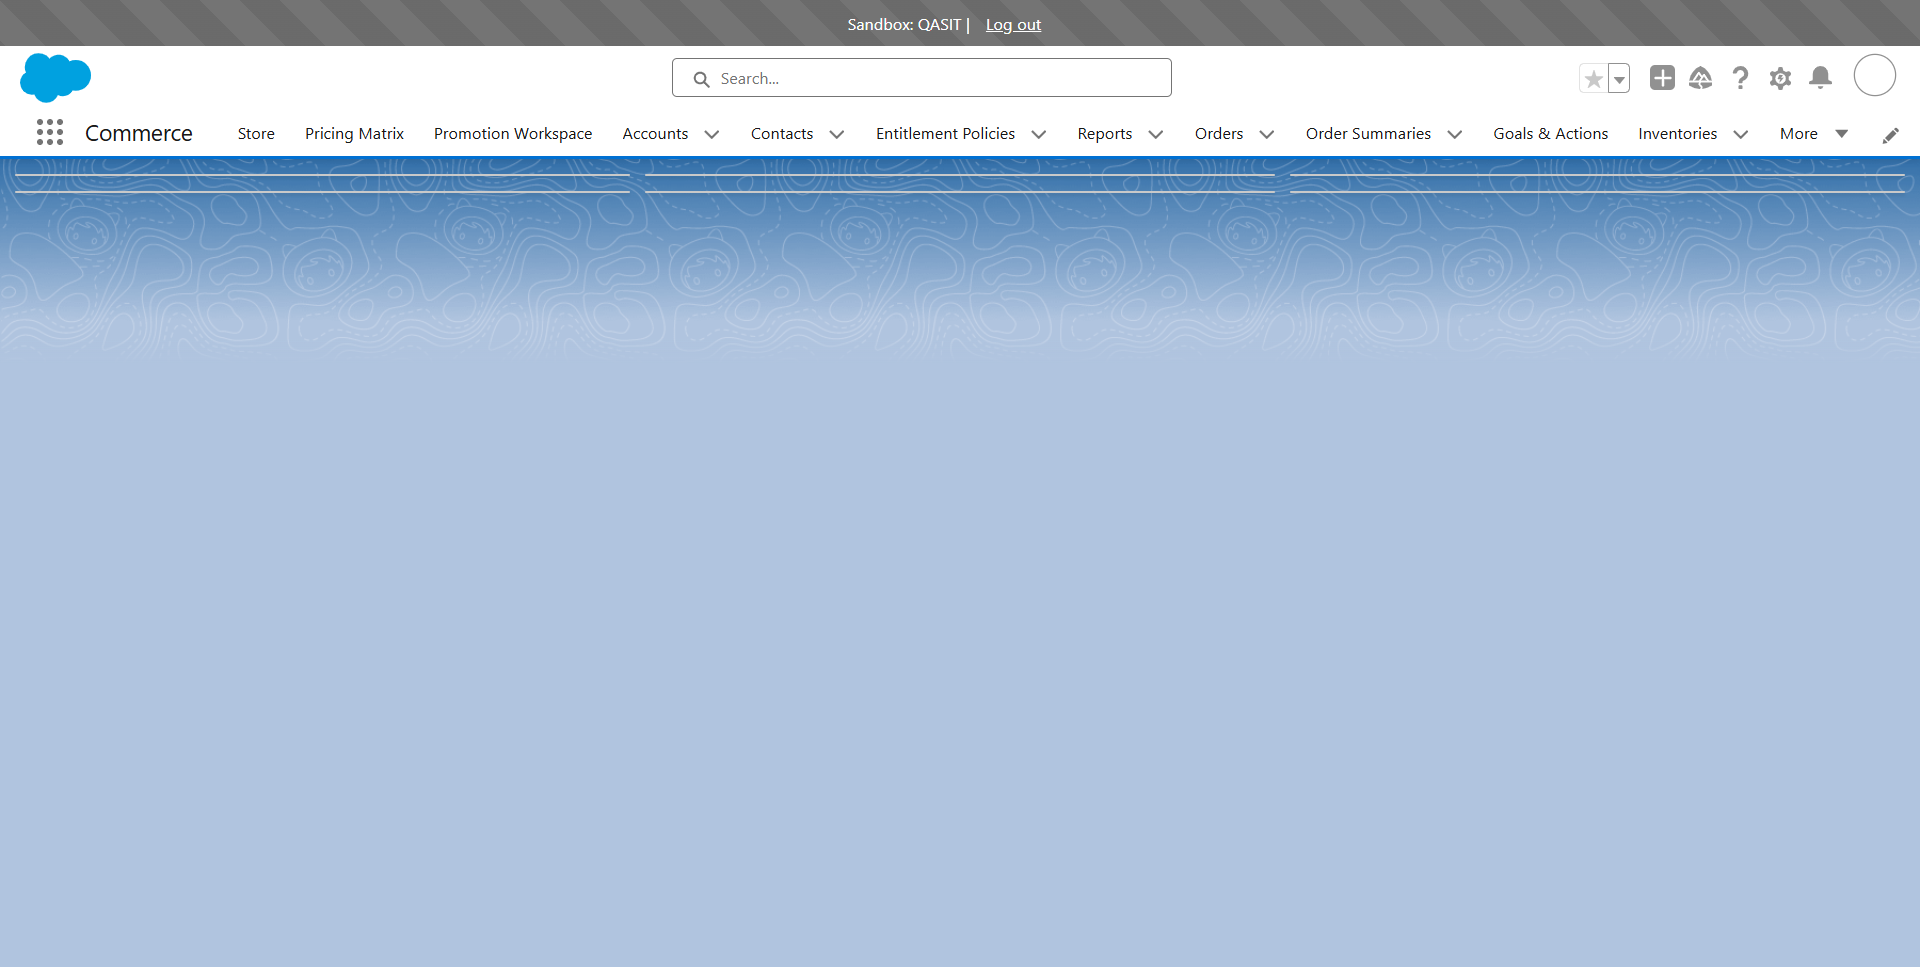 Sandbox: QASIT | Log out
Search...
Commerce Store Pricing Matrix Promotion Workspace Accounts Contacts Entitlement Policies Reports Orders Order Summaries Goals & Actions Inventories More